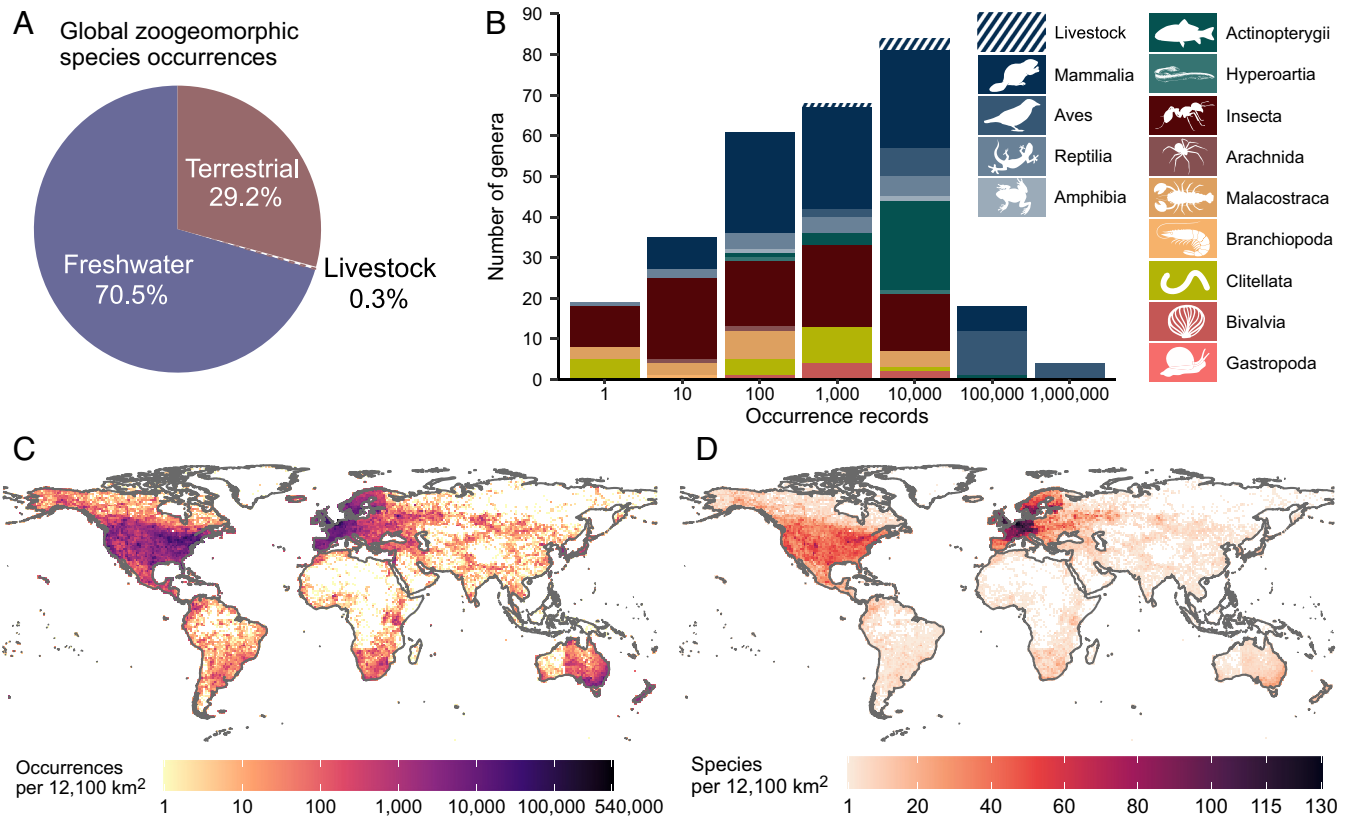 A
Global zoogeomorphic
species occurrences
Terrestrial
29.2%
Freshwater
70.5%
Livestock
0.3%
B
Number of genera
90
80
70
60
50
40
30
20
10
0
1
10
100
1,000
10,000
100,000
1,000,000
Occurrence records
Livestock
Mammalia
Aves
Reptilia
Amphibia
Actinopterygii
Hyperoartia
Insecta
Arachnida
Malacostraca
Branchiopoda
Clitellata
Bivalvia
Gastropoda
C
Occurrences
per 12,100 km²
1
10
100
1,000
10,000
100,000
540,000
D
Species
per 12,100 km²
1
20
40
60
80
100
115
130